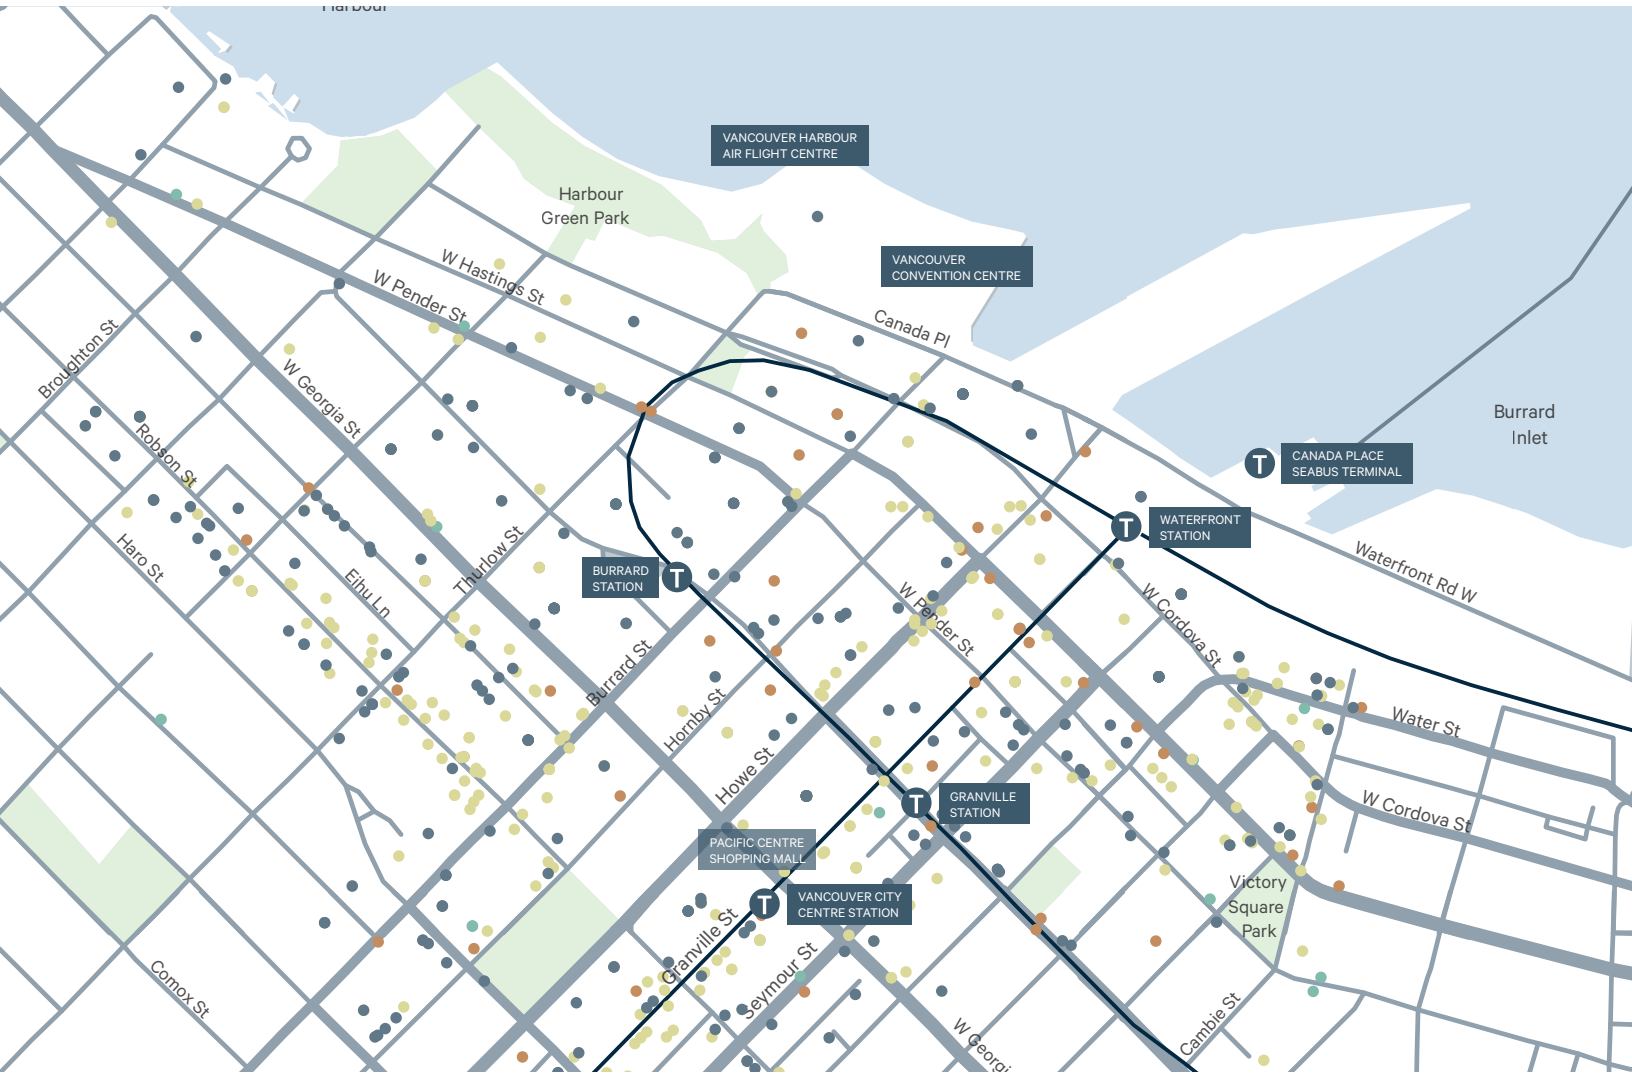 Harbour
VANCOUVER HARBOUR
AIR FLIGHT CENTRE
Harbour
Green Park
VANCOUVER
CONVENTION CENTRE
W Hastings St
W Pender St
Canada Pl
Broughton St
W Georgia St
Burrard
Inlet
Robson St
T
CANADA PLACE
SEABUS TERMINAL
T
WATERFRONT
STATION
Haro St
Eihu Ln
Thurlow St
BURRARD
STATION
T
Waterfront Rd W
W Pender St
W Cordova St
Burrard St
Hornby St
Water St
Howe St
T
GRANVILLE
STATION
W Cordova St
PACIFIC CENTRE
SHOPPING MALL
Victory
Square
Park
T
VANCOUVER CITY
CENTRE STATION
Granville St
Seymour St
Comox St
W Georgi
Cambie St